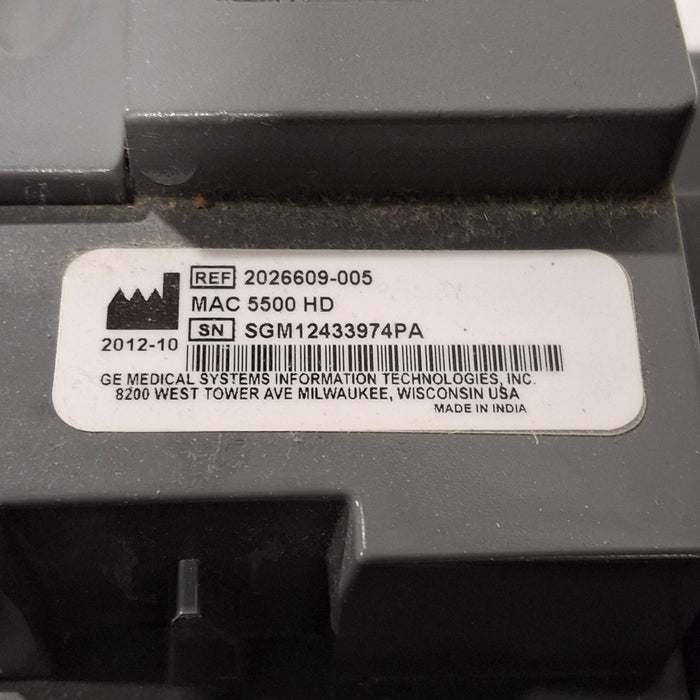 REF 2026609-005
MAC 5500 HD
SN SGM12433974PA
2012-10
GE MEDICAL SYSTEMS INFORMATION TECHNOLOGIES, INC.
8200 WEST TOWER AVE MILWAUKEE, WISCONSIN USA
MADE IN INDIA